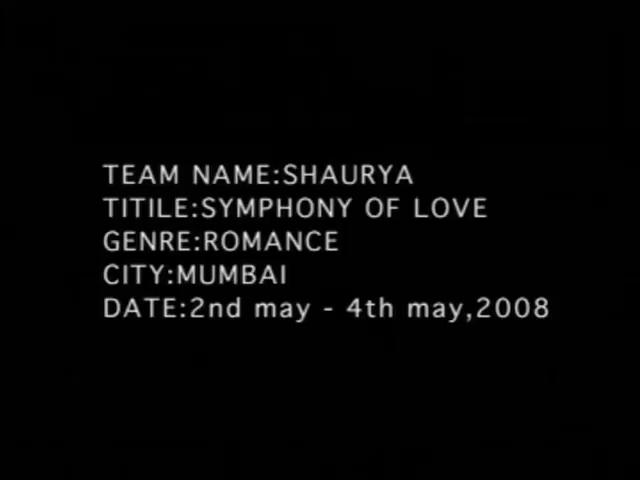 TEAM NAME:SHAURYA
TITILE:SYMPHONY OF LOVE
GENRE:ROMANCE
CITY:MUMBAI
DATE:2nd may - 4th may,2008